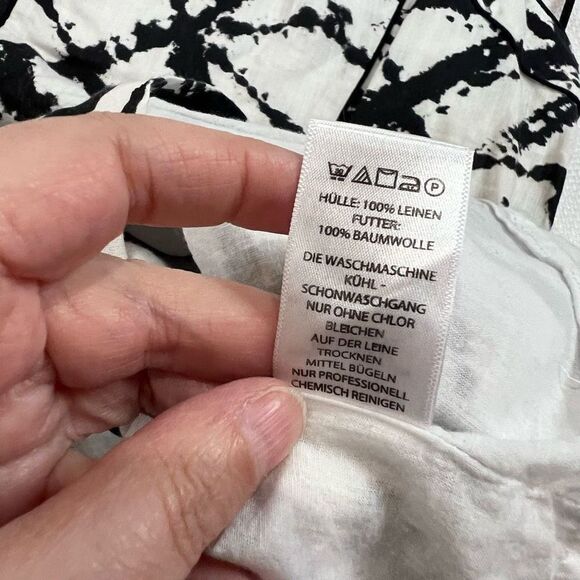 HÜLLE: 100% LEINEN
FUTTER:
100% BAUMWOLLE
DIE WASCHMASCHINE
KÜHL -
SCHONWASCHGANG
NUR OHNE CHLOR
BLEICHEN
AUF DER LEINE
TROCKNEN
MITTEL BÜGELN
NUR PROFESSIONELL
CHEMISCH REINIGEN